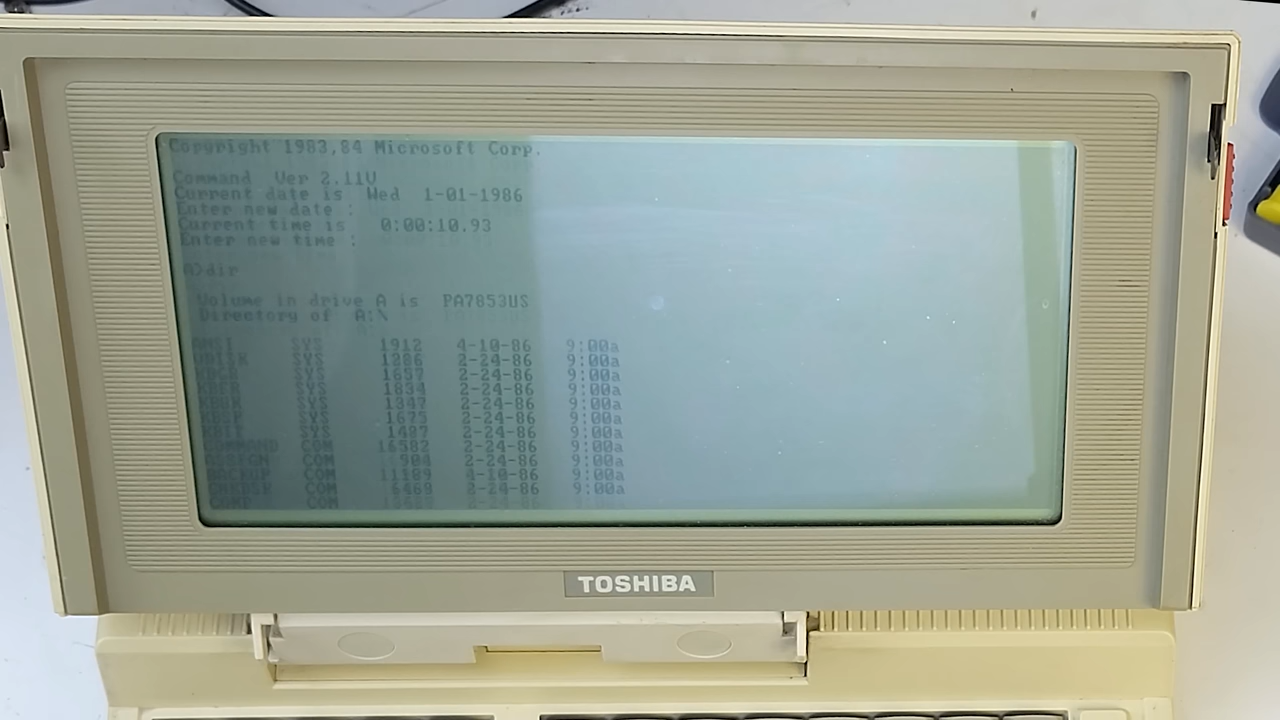 Copyright 1983,84 Microsoft Corp.
Command Ver 2.11V
Current date is Wed 1-01-1986
Enter new date :
Current time is 0:00:10.93
Enter new time :
A>dir
Volume in drive A is PA7853US
Directory of A:\
ANSI SYS 1912 4-10-86 9:00a
VDISK SYS 1286 2-24-86 9:00a
SYS 1657 2-24-86 9:00a
SYS 1834 2-24-86 9:00a
SYS 1347 2-24-86 9:00a
SYS 1675 2-24-86 9:00a
SYS 1487 2-24-86 9:00a
COMMAND COM 16582 2-24-86 9:00a
COM 2-24-86 9:00a
COM 4-10-86 9:00a
COM 2-24-86 9:00a
COM
TOSHIBA